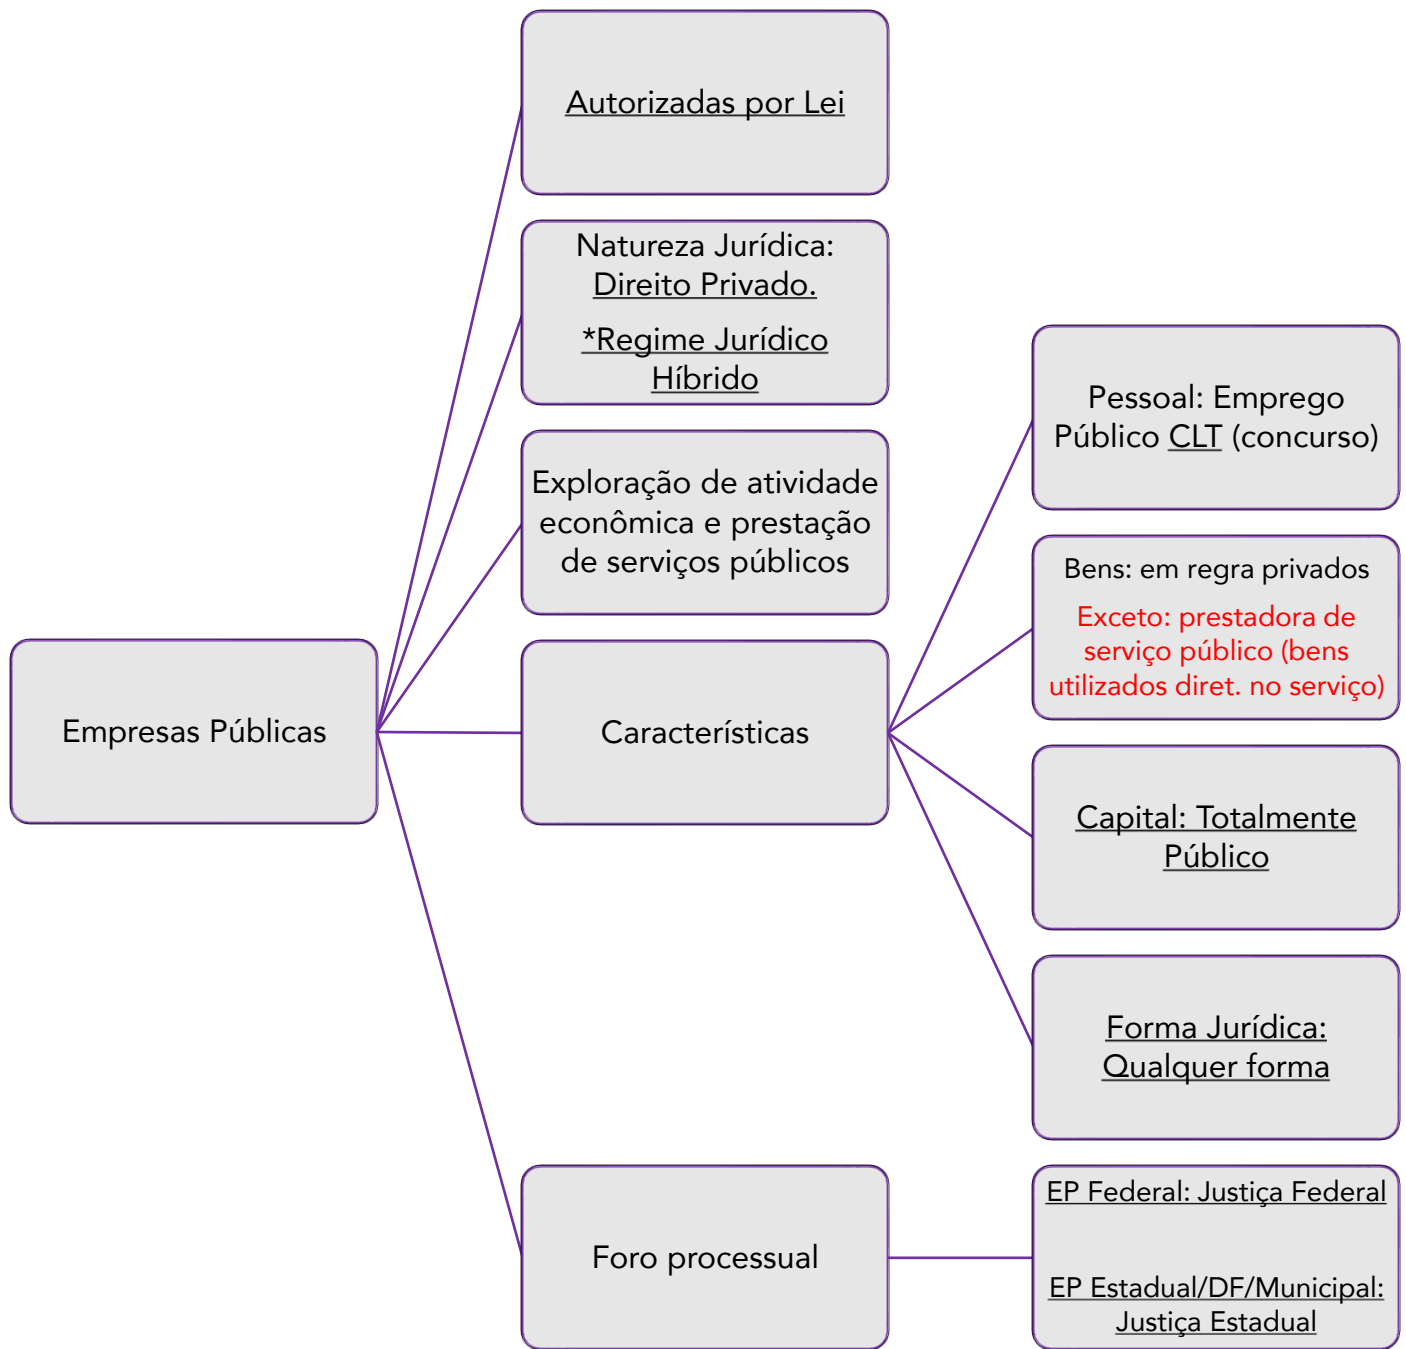 Autorizadas por Lei
Natureza Jurídica:
Direito Privado.
*Regime Jurídico
Híbrido
Exploração de atividade
econômica e prestação
de serviços públicos
Empresas Públicas
Características
Pessoal: Emprego
Público CLT (concurso)
Bens: em regra privados
Exceto: prestadora de
serviço público (bens
utilizados diret. no serviço)
Capital: Totalmente
Público
Forma Jurídica:
Qualquer forma
Foro processual
EP Federal: Justiça Federal
EP Estadual/DF/Municipal:
Justiça Estadual